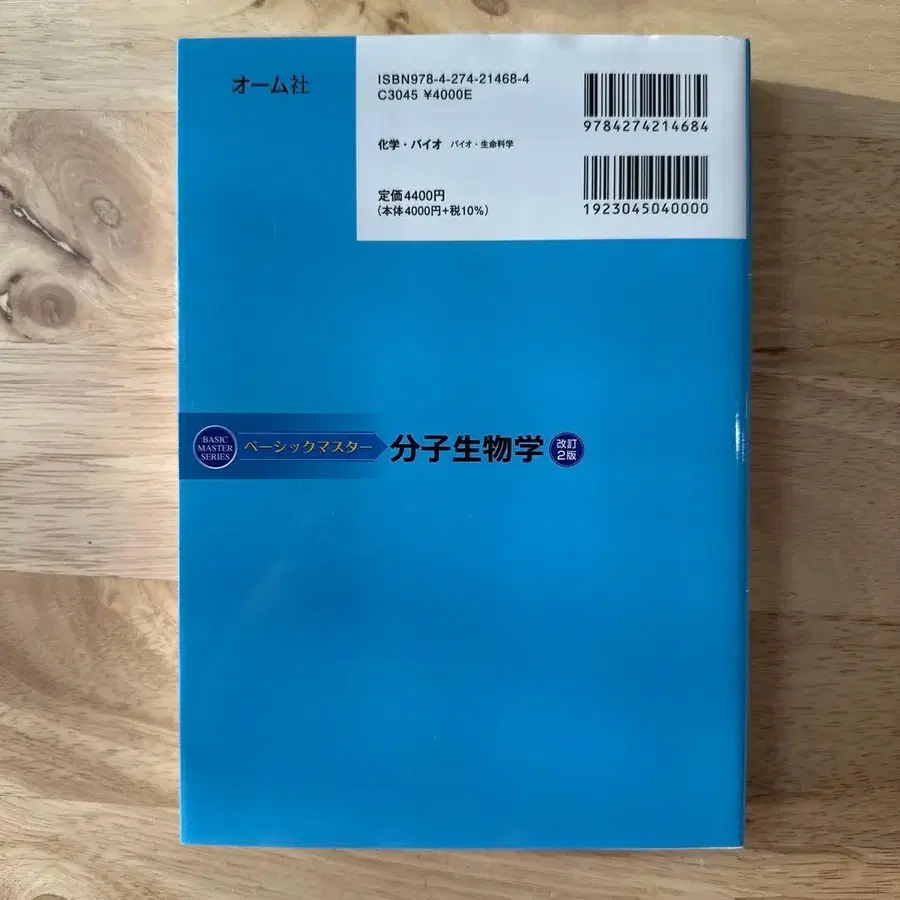 オーム社
ISBN978-4-274-21468-4
C3045 ¥4000E
9784274214684
化学・バイオ バイオ・生命科学
定価4400円
(本体4000円+税10%)
1923045040000
BASIC
MASTER
SERIES
ベーシックマスター
分子生物学
改訂
2版